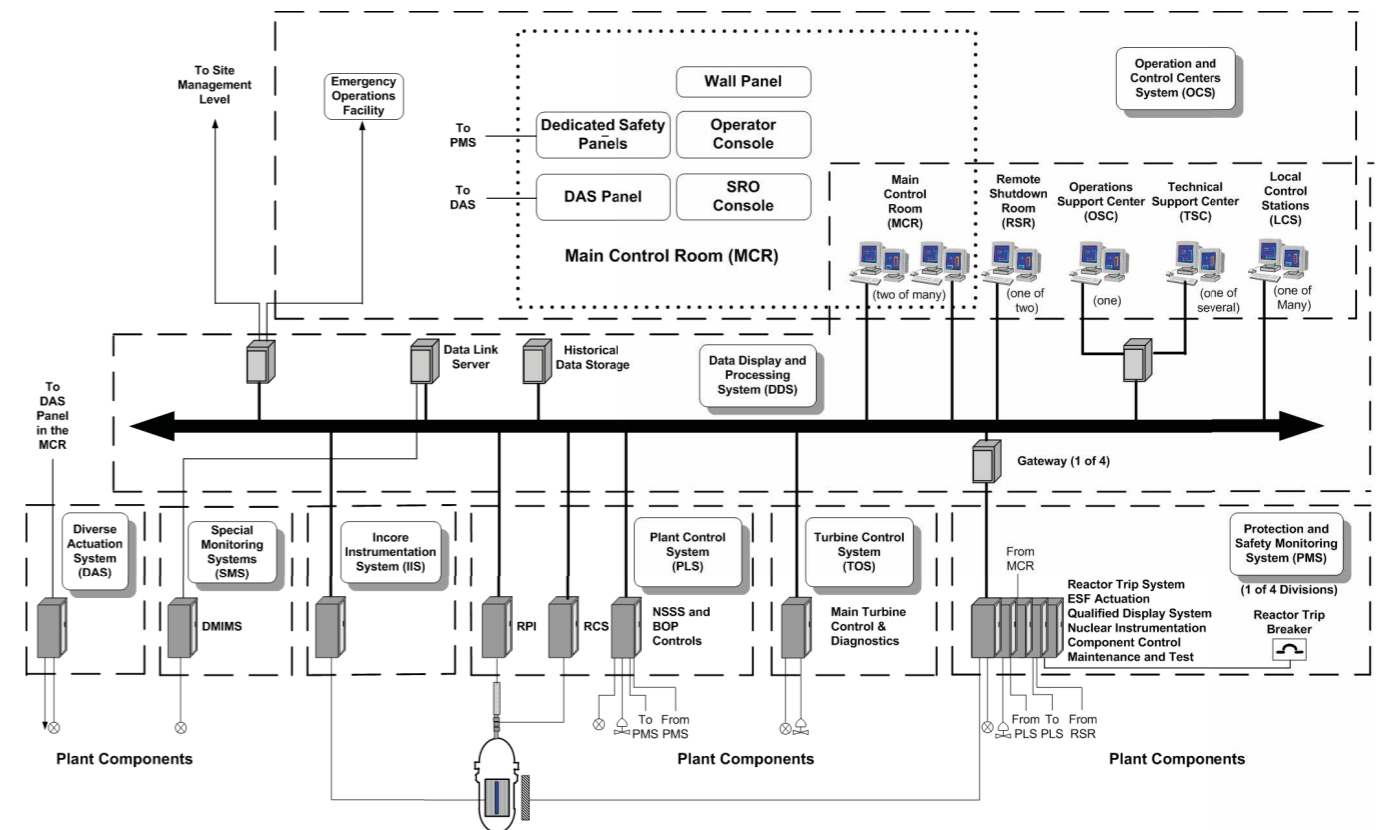 To Site
Management
Level
Emergency
Operations
Facility
Wall Panel
Operation and
Control Centers
System (OCS)
To
PMS
Dedicated Safety
Panels
Operator
Console
To
DAS
DAS Panel
SRO
Console
Main Control Room (MCR)
Main
Control
Room
(MCR)
Remote
Shutdown
Room
(RSR)
Operations
Support Center
(OSC)
Technical
Support Center
(TSC)
Local
Control
Stations
(LCS)
(two of many)
(one of
two)
(one)
(one of
several)
(one of
Many)
Data Link
Server
Historical
Data Storage
Data Display and
Processing
System (DDS)
To
DAS
Panel
in the
MCR
Gateway (1 of 4)
Diverse
Actuation
System
(DAS)
Special
Monitoring
Systems
(SMS)
Incore
Instrumentation
System (IIS)
Plant Control
System
(PLS)
Turbine Control
System
(TOS)
Protection and
Safety Monitoring
System (PMS)
(1 of 4 Divisions)
From
MCR
DMIMS
RPI
RCS
NSSS and
BOP
Controls
Main Turbine
Control &
Diagnostics
Reactor Trip System
ESF Actuation
Qualified Display System
Nuclear Instrumentation
Component Control
Maintenance and Test
Reactor Trip
Breaker
To
PMS
From
PMS
From
PLS
To
PLS
From
RSR
Plant Components
Plant Components
Plant Components